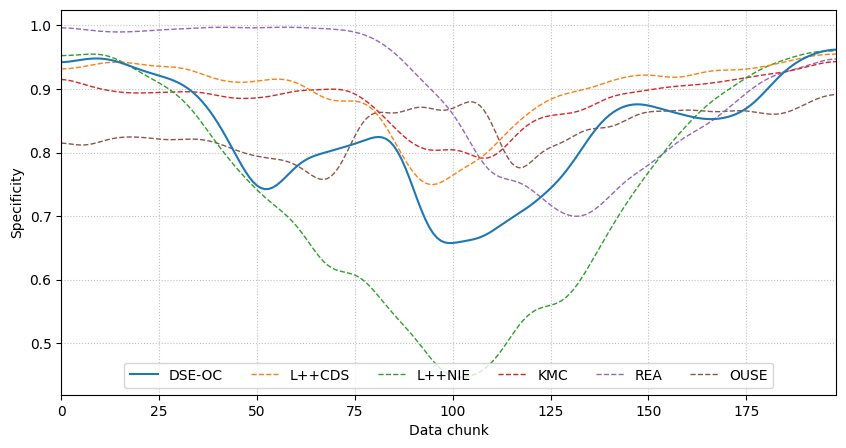 1.0
0.9
0.8
0.7
0.6
0.5
Specificity
DSE-OC L++CDS L++NIE KMC REA OUSE
0 25 50 75 100 125 150 175
Data chunk